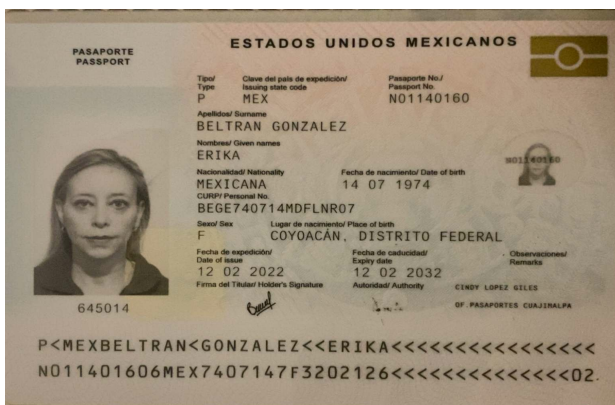 PASAPORTE
PASSPORT
ESTADOS UNIDOS MEXICANOS
Tipo/ Clave del país de expedición/ Pasaporte No./
Type Issuing state code Passport No.
P MEX N01140160
Apellidos/ Surname
BELTRAN GONZALEZ
Nombres/ Given names
ERIKA
Nacionalidad/ Nationality Fecha de nacimiento/ Date of birth
MEXICANA 14 07 1974
CURP/ Personal No.
BEGE740714MDFLNR07
Sexo/ Sex Lugar de nacimiento/ Place of birth
F COYOACÁN, DISTRITO FEDERAL
Fecha de expedición/ Fecha de caducidad/ Observaciones/
Date of issue Expiry date Remarks
12 02 2022 12 02 2032
Firma del Titular/ Holder's Signature Autoridad/ Authority CINDY LOPEZ GILES
OF.PASAPORTES CUAJIMALPA
N01140160
645014
P<MEXBELTRAN<GONZALEZ<<ERIKA<<<<<<<<<<<<<<<<
N011401606MEX7407147F3202126<<<<<<<<<<<<<<02